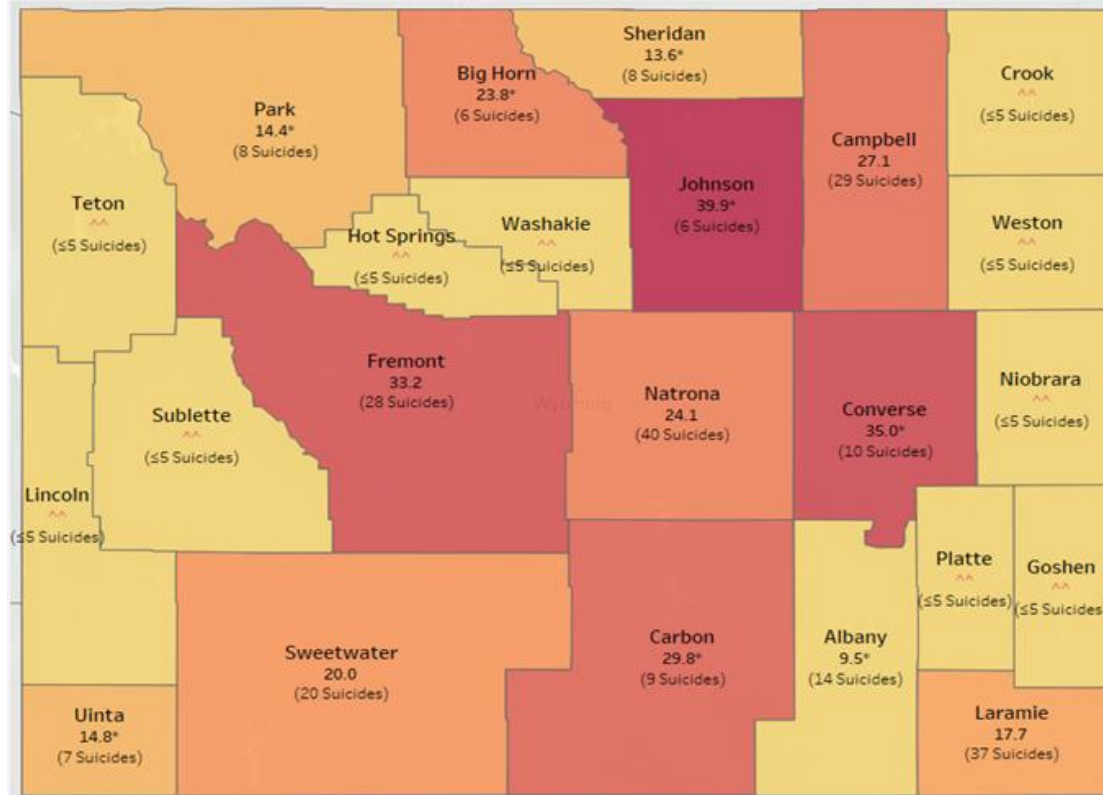 Sheridan
13.6*
(8 Suicides)
Big Horn
23.8*
(6 Suicides)
Crook
^^
(≤5 Suicides)
Park
14.4*
(8 Suicides)
Campbell
27.1
(29 Suicides)
Johnson
39.9*
(6 Suicides)
Teton
^^
(≤5 Suicides)
Hot Springs
^^
(≤5 Suicides)
Washakie
^^
(≤5 Suicides)
Weston
^^
(≤5 Suicides)
Fremont
33.2
(28 Suicides)
Natrona
24.1
(40 Suicides)
Wyoming
Converse
35.0*
(10 Suicides)
Niobrara
^^
(≤5 Suicides)
Sublette
^^
(≤5 Suicides)
Lincoln
^^
(≤5 Suicides)
Platte
^^
(≤5 Suicides)
Goshen
^^
(≤5 Suicides)
Sweetwater
20.0
(20 Suicides)
Carbon
29.8*
(9 Suicides)
Albany
9.5*
(14 Suicides)
Uinta
14.8*
(7 Suicides)
Laramie
17.7
(37 Suicides)